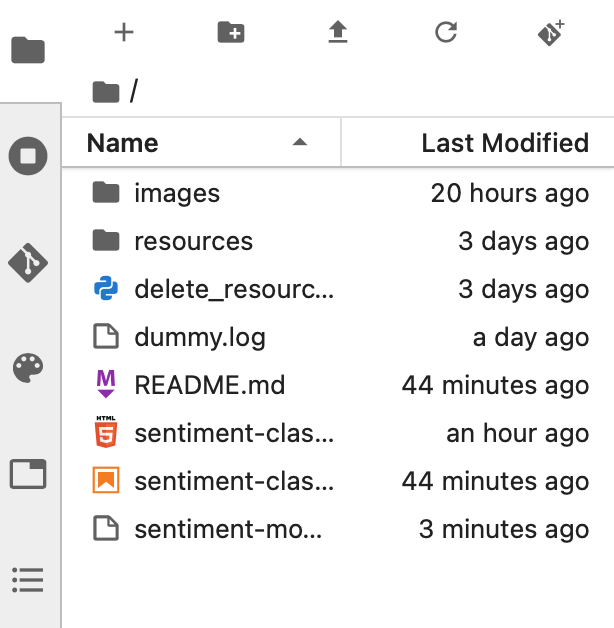 /
Name Last Modified
images 20 hours ago
resources 3 days ago
delete_resourc... 3 days ago
dummy.log a day ago
M README.md 44 minutes ago
HTML 5 sentiment-clas... an hour ago
sentiment-clas... 44 minutes ago
sentiment-mo... 3 minutes ago